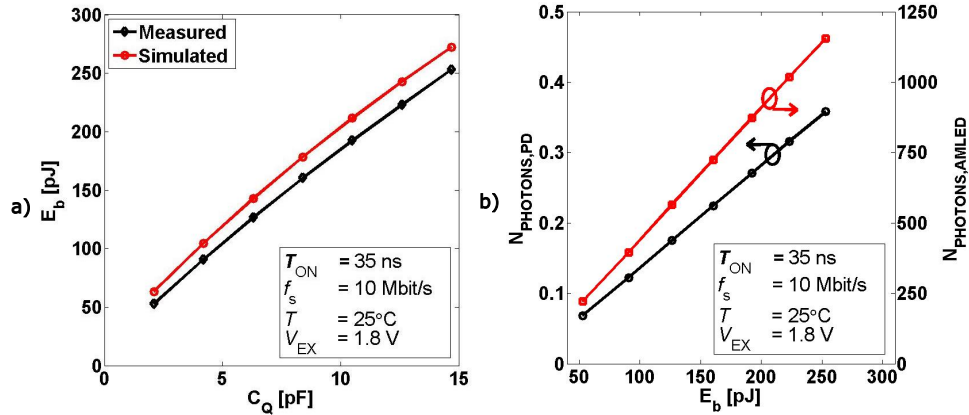 a)
E_b [pJ]
300
250
200
150
100
50
0
Measured
Simulated
T_ON = 35 ns
f_s = 10 Mbit/s
T = 25°C
V_EX = 1.8 V
0 5 10 15
C_Q [pF]
b)
N_PHOTONS,PD
0.5
0.4
0.3
0.2
0.1
0
T_ON = 35 ns
f_s = 10 Mbit/s
T = 25°C
V_EX = 1.8 V
50 100 150 200 250 300
E_b [pJ]
1250
1000
750
500
250
0
N_PHOTONS,AMLED